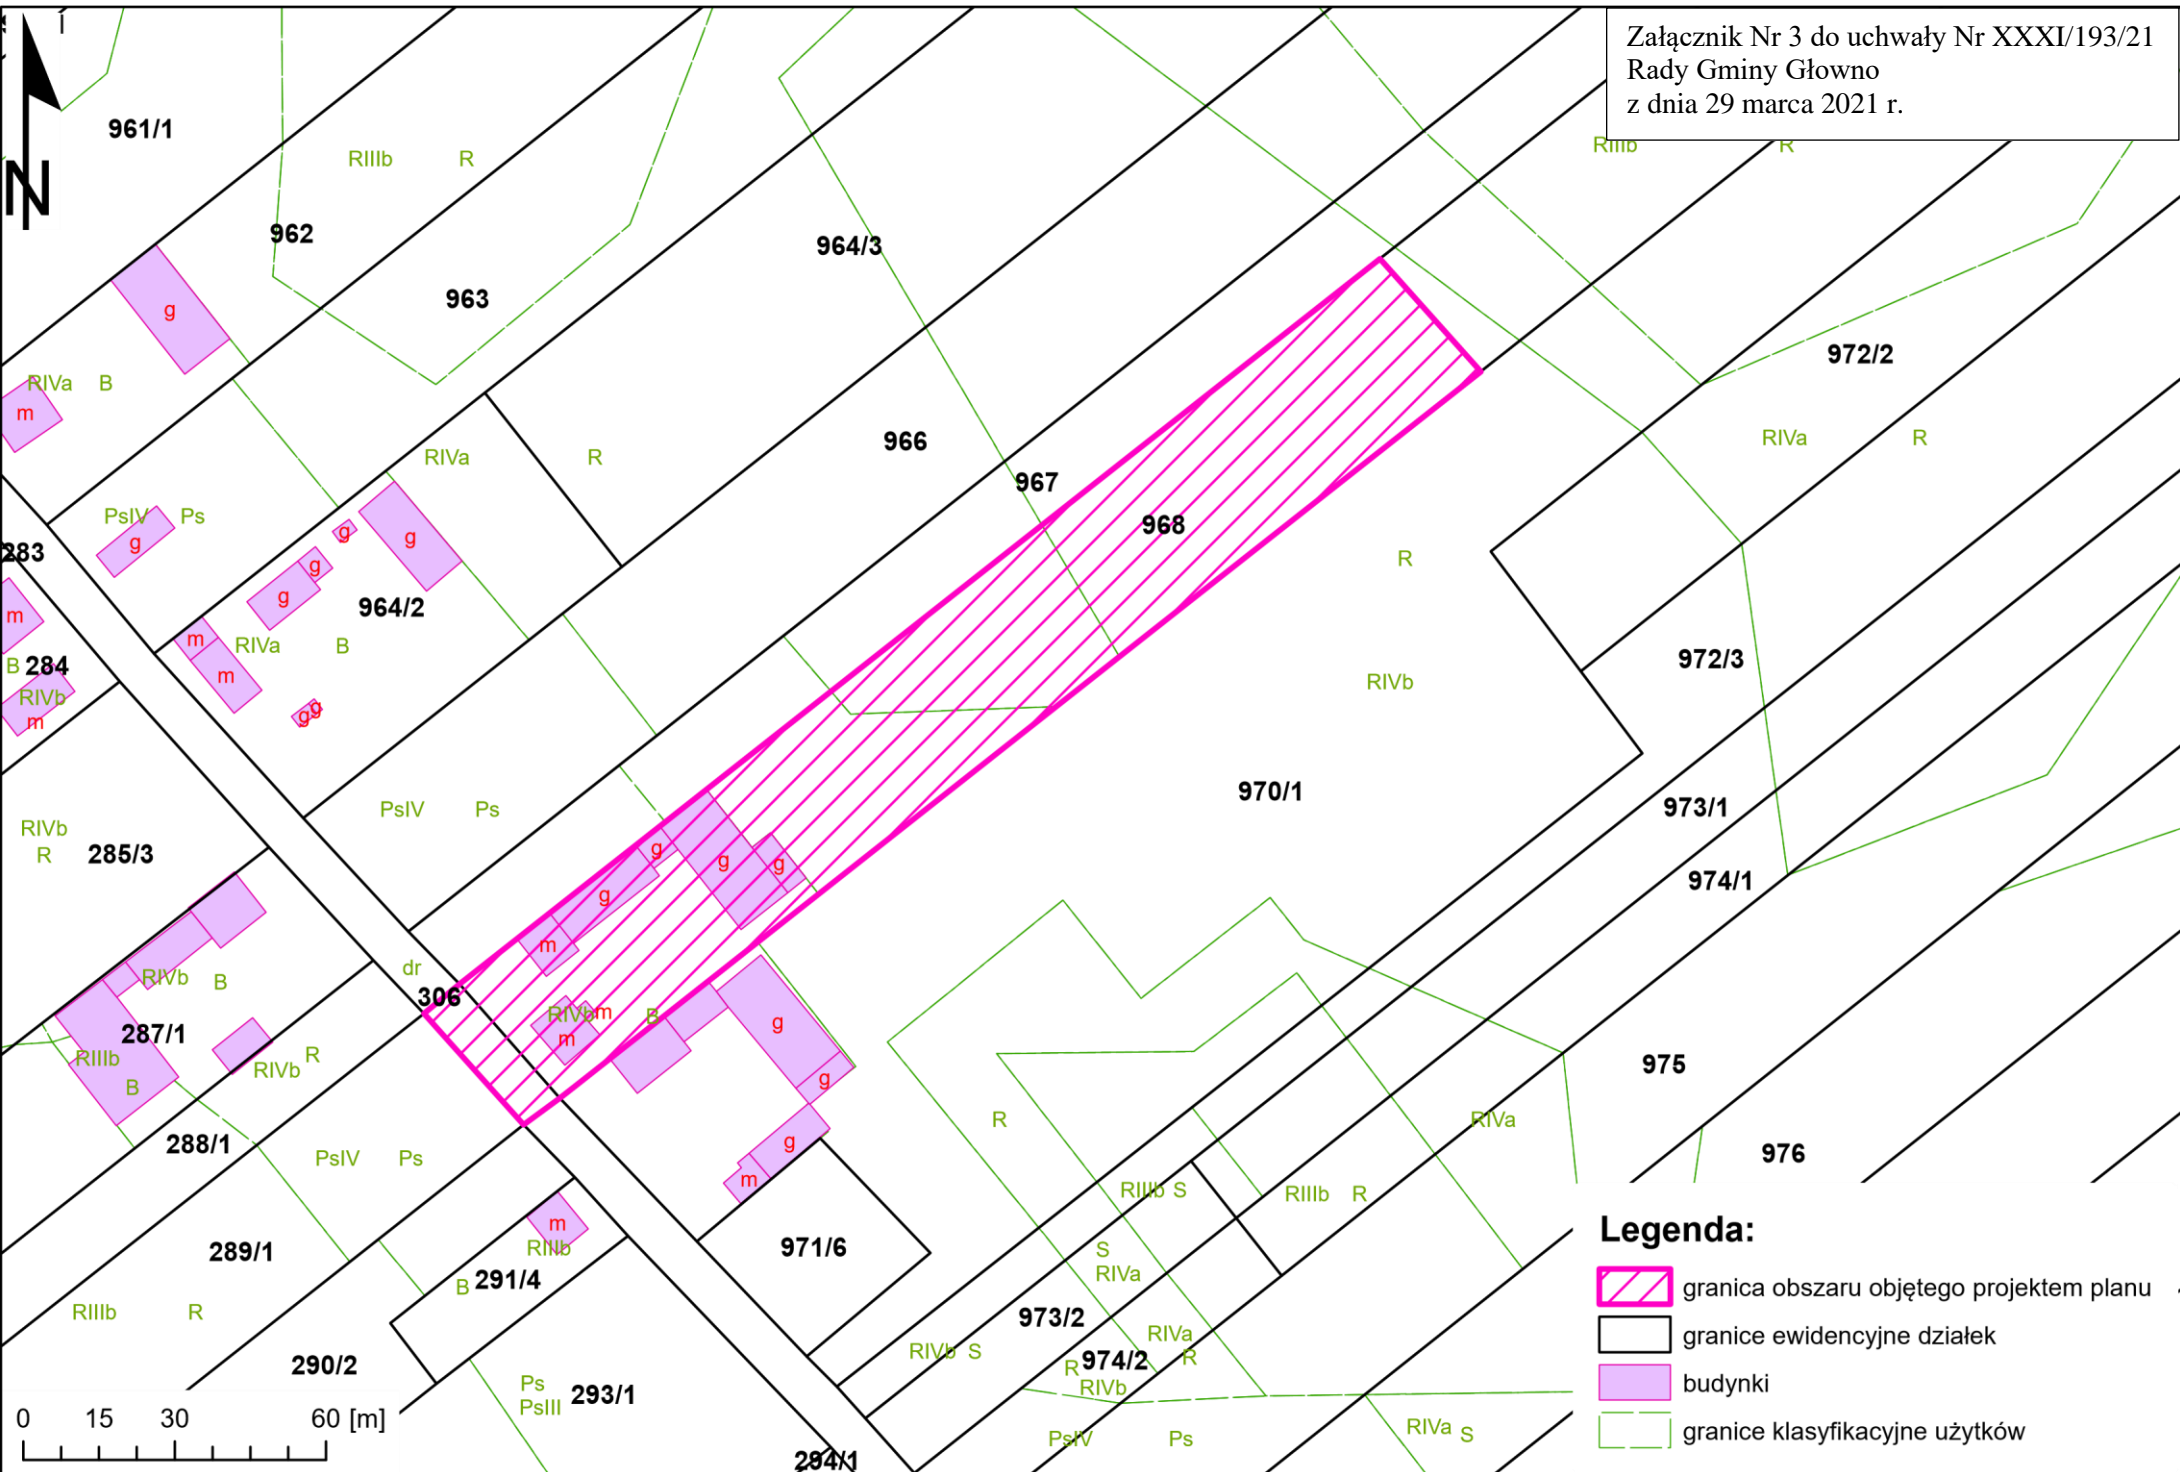 Załącznik Nr 3 do uchwały Nr XXXI/193/21
Rady Gminy Głowno
z dnia 29 marca 2021 r.
N
961/1
RIIIb R
RIIIb R
962
964/3
963
g
972/2
RIVa B
m
RIVa R
966
RIVa R
967
968
PsIV Ps
g
g
g
283
g
g
R
964/2
m
m
RIVa B
972/3
B 284
m
RIVb
m
gg
RIVb
970/1
973/1
PsIV Ps
RIVb
R
285/3
g
g
g
g
974/1
m
dr
RIVb B
306
RIVb m B
m
g
287/1
RIIIb
B
RIVb R
975
g
R
RIVa
288/1
PsIV Ps
g
976
m
RIIIb S
RIIIb R
m
RIIIb
289/1
971/6
S
RIVa
B 291/4
RIIIb R
973/2
RIVa
R
RIVb S
R 974/2
RIVb
290/2
Ps
PsIII
293/1
RIVa S
PsIV Ps
294/1
0 15 30 60 [m]
Legenda:
granica obszaru objętego projektem planu
granice ewidencyjne działek
budynki
granice klasyfikacyjne użytków